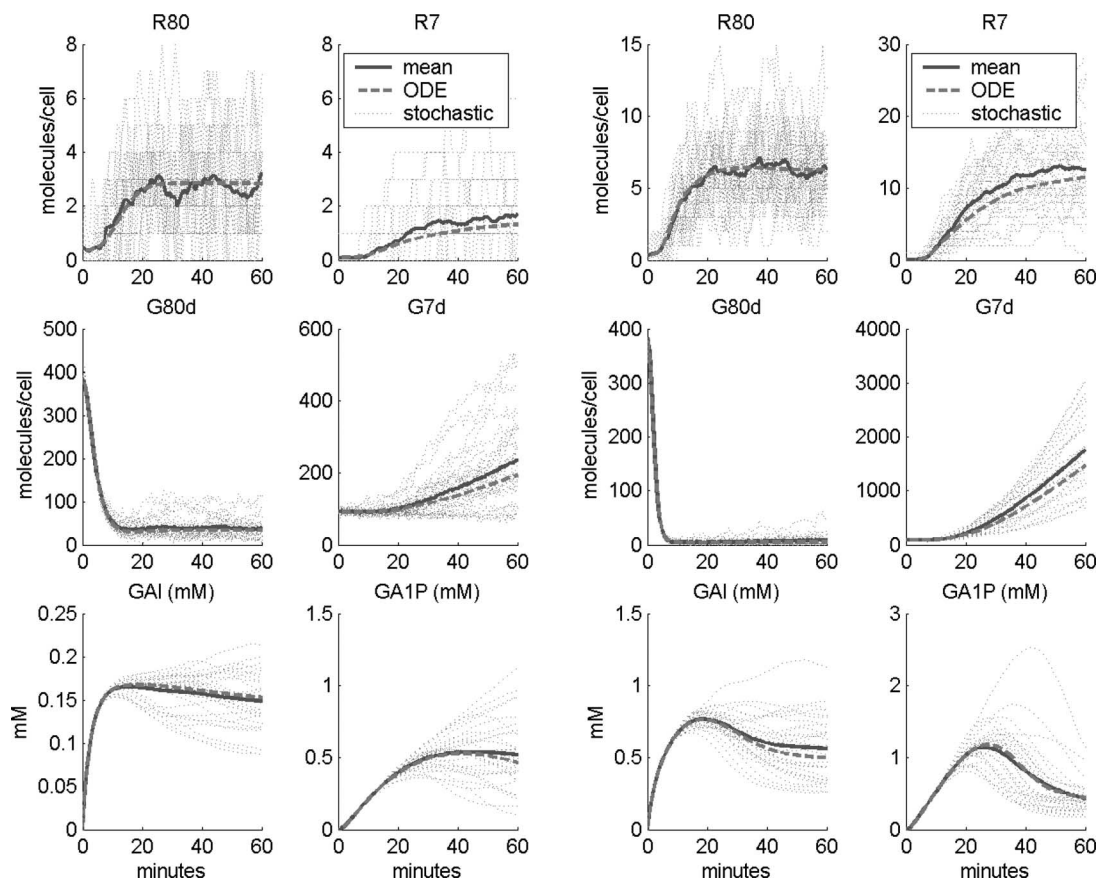 R80 R7 R80 R7
8 8 15 30
mean mean
ODE ODE
stochastic stochastic
6 6 10 20
4 4
2 2 5 10
0 0 0 0
molecules/cell molecules/cell
0 20 40 60 0 20 40 60 0 20 40 60 0 20 40 60
G80d G7d G80d G7d
500 600 400 4000
400 300 3000
300 400
200 200 200 2000
100 100 1000
0 0 0 0
molecules/cell molecules/cell
0 20 40 60 0 20 40 60 0 20 40 60 0 20 40 60
GAI (mM) GA1P (mM) GAI (mM) GA1P (mM)
0.25 1.5 1.5 3
0.2
0.15 1 1 2
0.1 0.5 0.5 1
0.05
0 0 0 0
mM mM
0 20 40 60 0 20 40 60 0 20 40 60 0 20 40 60
minutes minutes minutes minutes